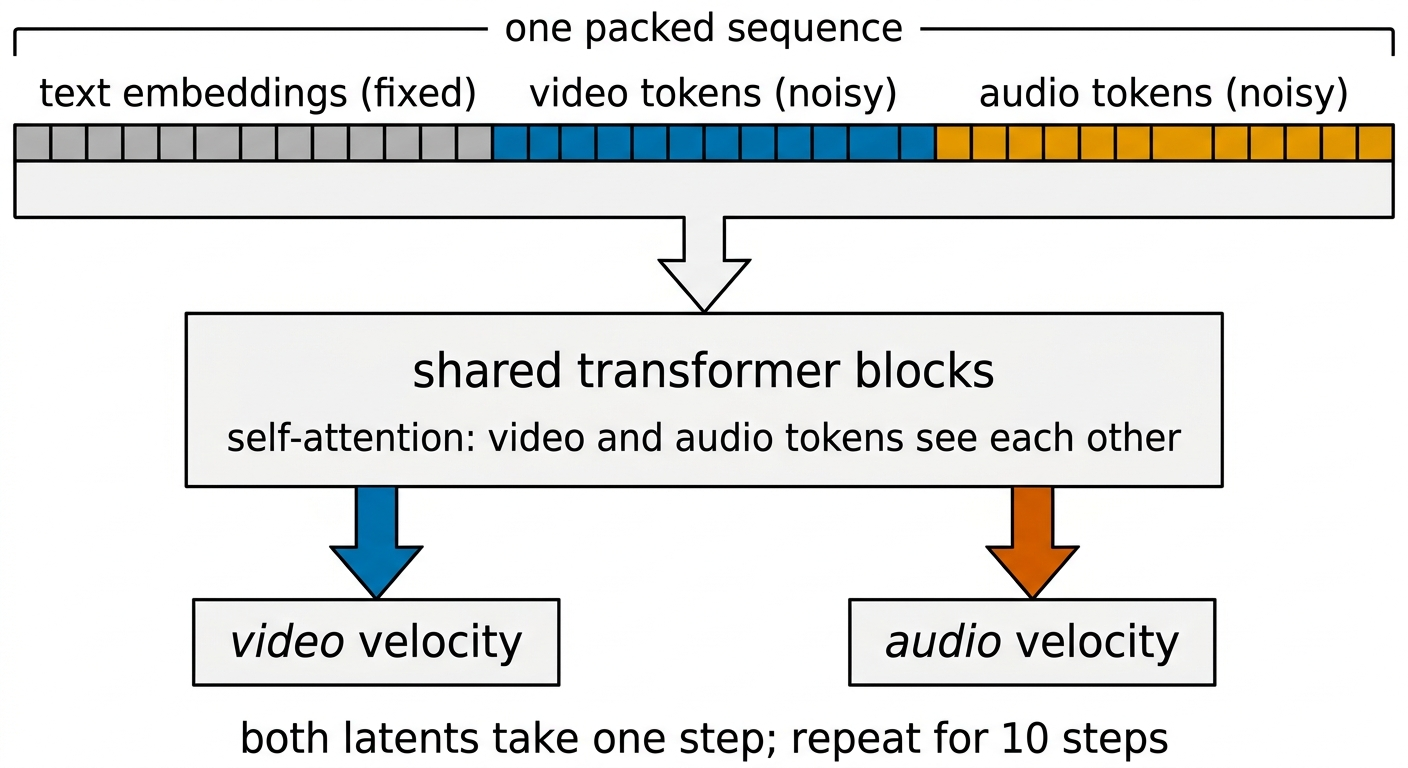 one packed sequence
text embeddings (fixed)
video tokens (noisy)
audio tokens (noisy)
shared transformer blocks
self-attention: video and audio tokens see each other
video velocity
audio velocity
both latents take one step; repeat for 10 steps